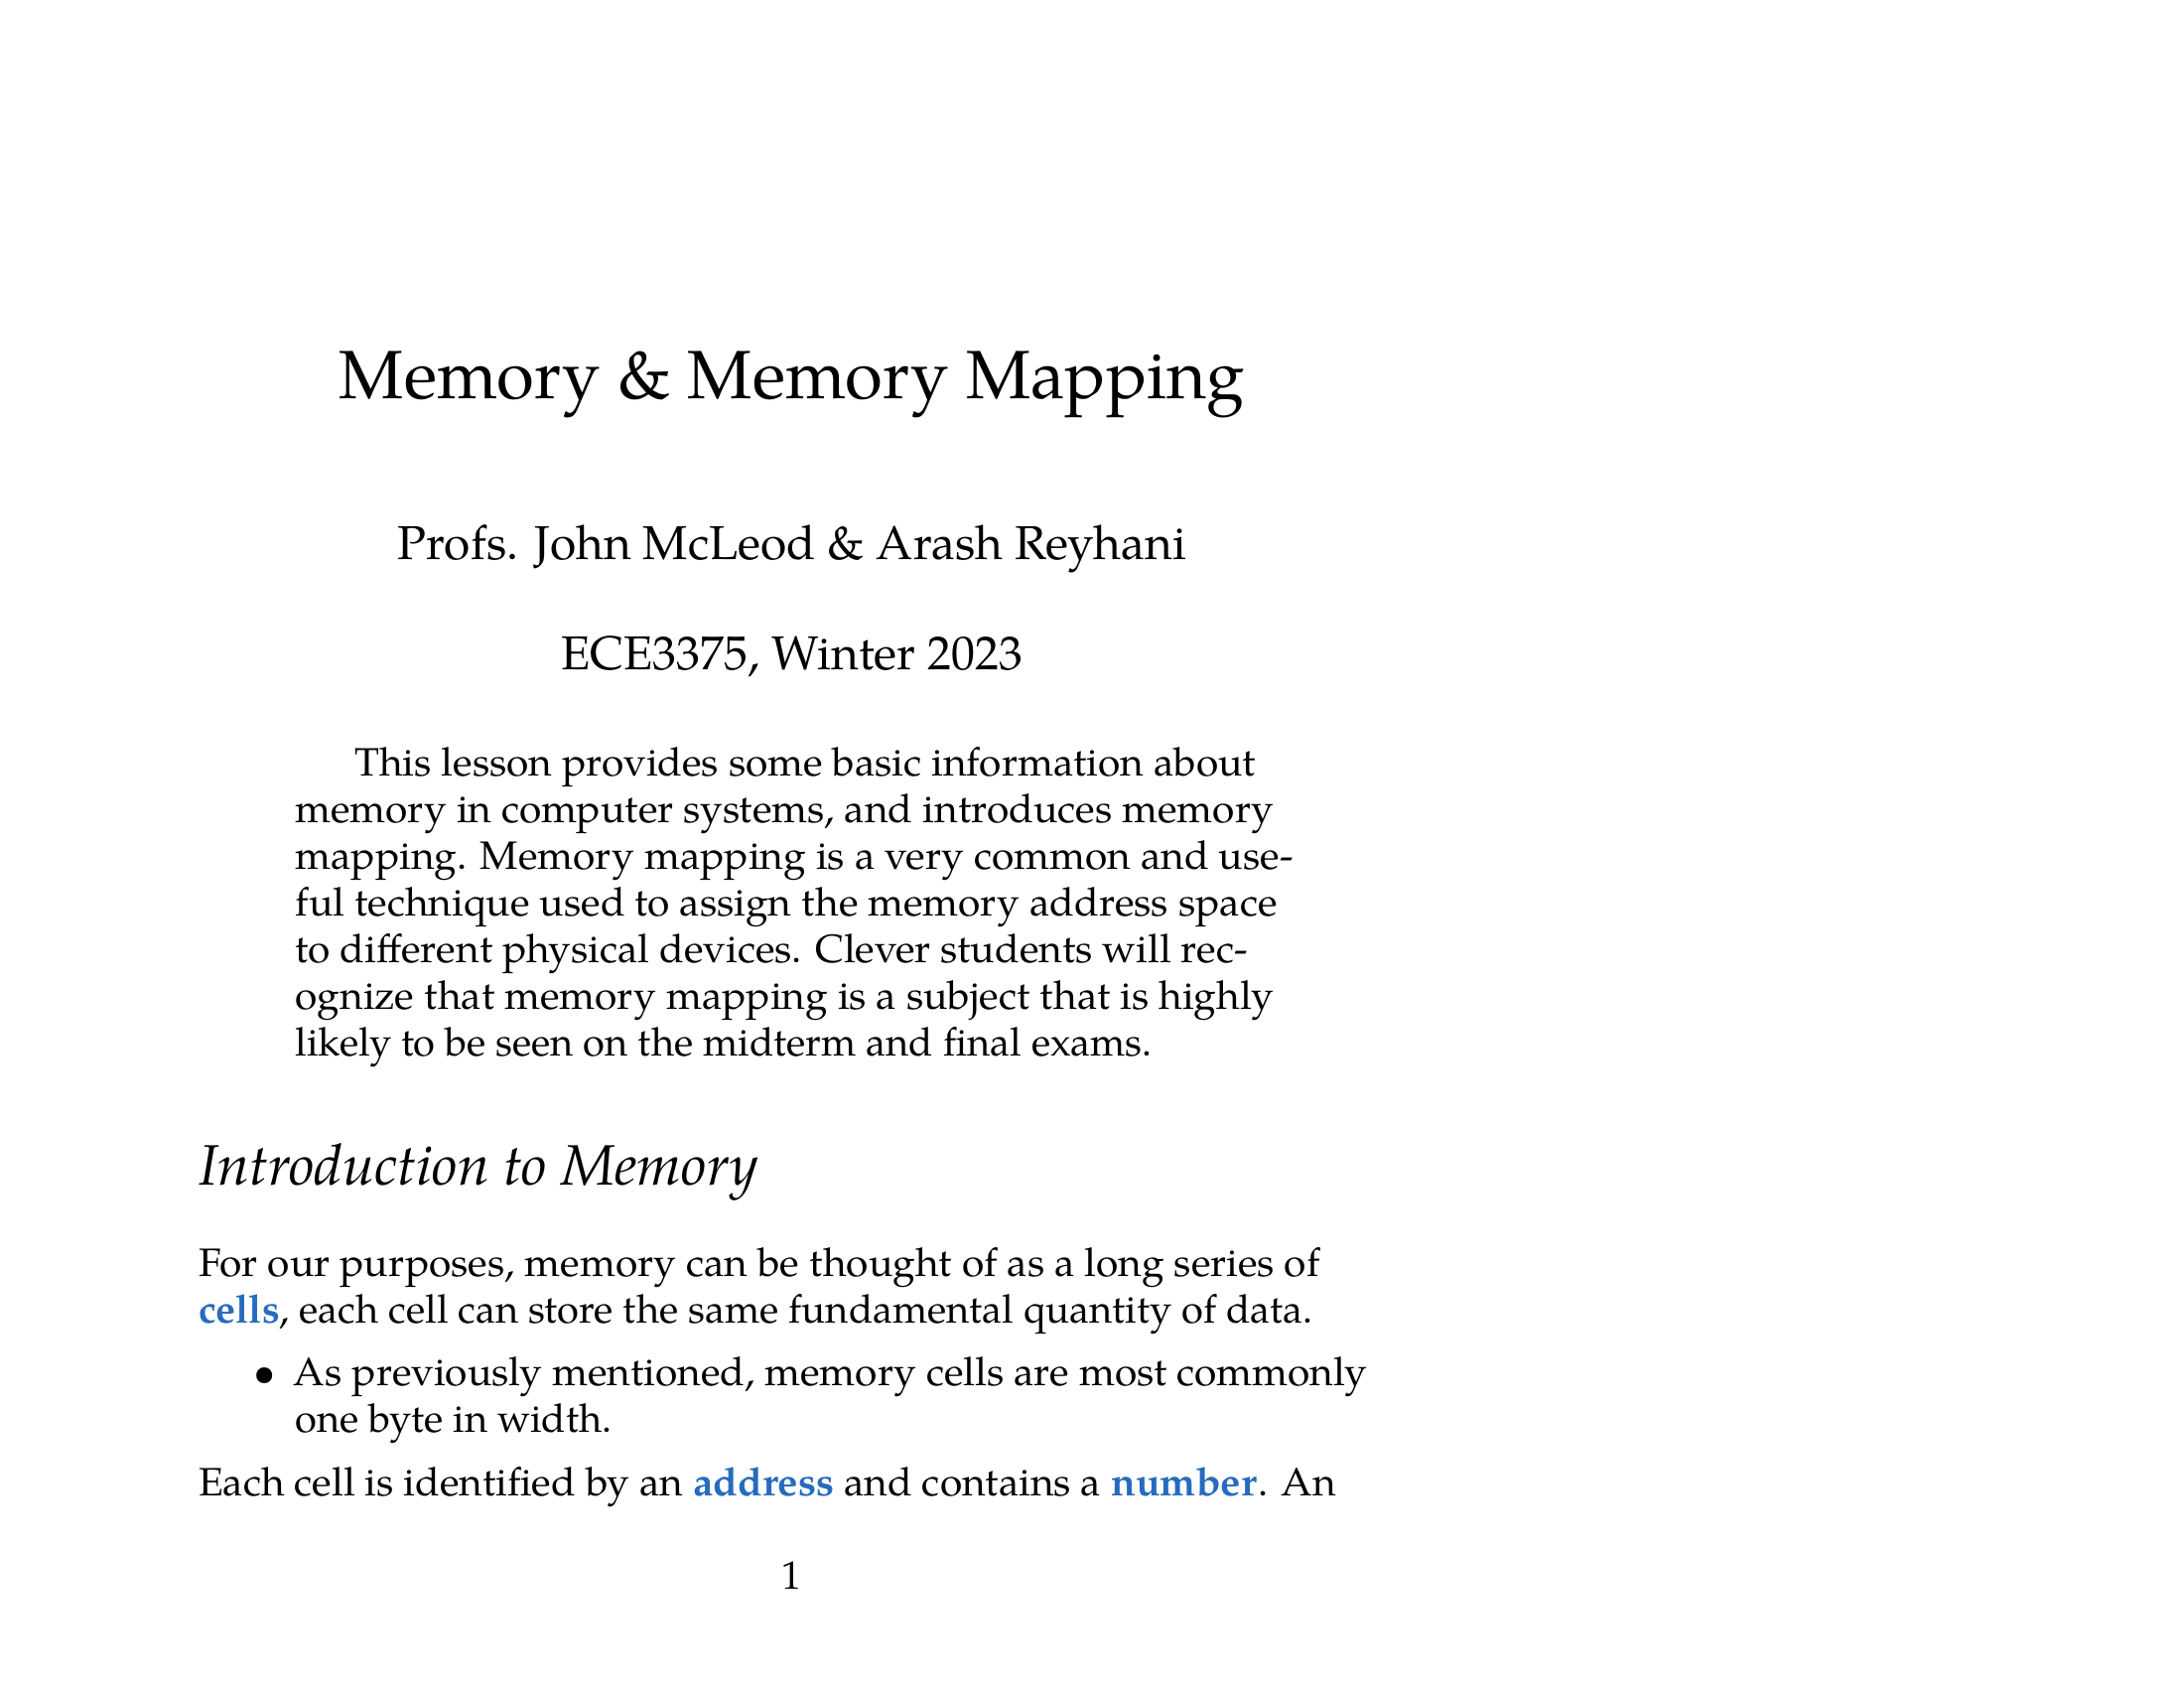 Memory & Memory Mapping
Profs. John McLeod & Arash Reyhani
ECE3375, Winter 2023
This lesson provides some basic information about
memory in computer systems, and introduces memory
mapping. Memory mapping is a very common and use-
ful technique used to assign the memory address space
to different physical devices. Clever students will rec-
ognize that memory mapping is a subject that is highly
likely to be seen on the midterm and final exams.
Introduction to Memory
For our purposes, memory can be thought of as a long series of
cells, each cell can store the same fundamental quantity of data.
• As previously mentioned, memory cells are most commonly
one byte in width.
Each cell is identified by an address and contains a number. An
1